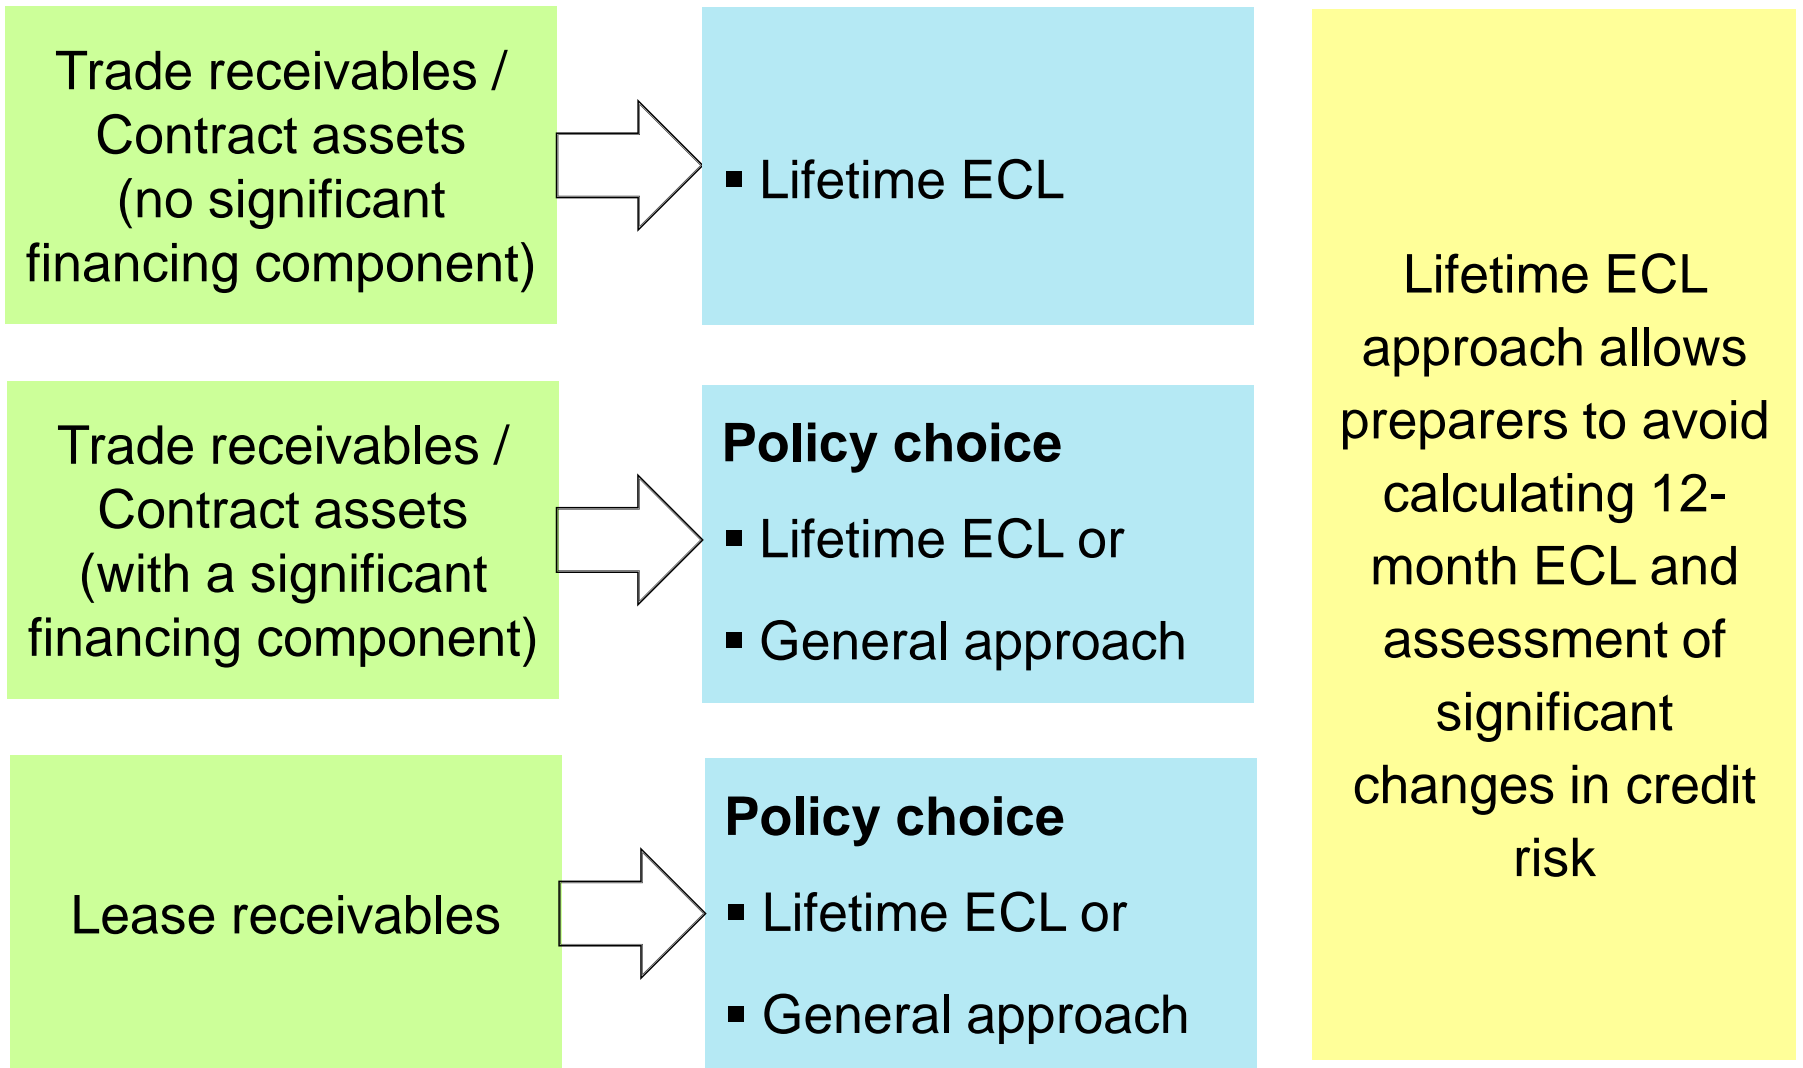 Trade receivables /
Contract assets
(no significant
financing component)
▪ Lifetime ECL
Trade receivables /
Contract assets
(with a significant
financing component)
Policy choice
▪ Lifetime ECL or
▪ General approach
Lease receivables
Policy choice
▪ Lifetime ECL or
▪ General approach
Lifetime ECL
approach allows
preparers to avoid
calculating 12-
month ECL and
assessment of
significant
changes in credit
risk